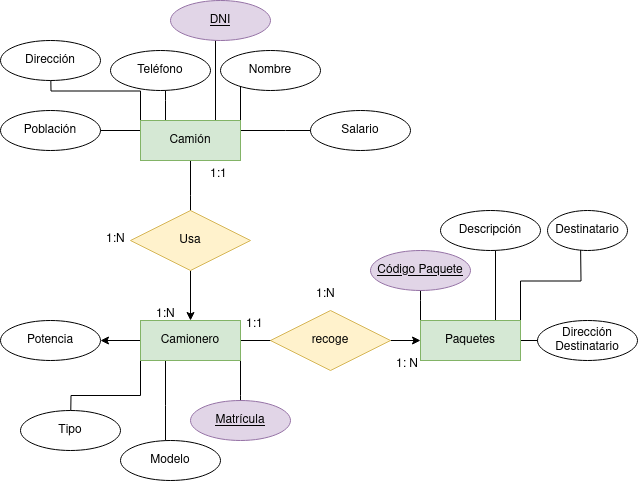 DNI
Dirección
Teléfono
Nombre
Población
Camión
Salario
1:1
1:N
Usa
Descripción
Destinatario
Código Paquete
1:N
1:N
1:1
Potencia
Camionero
recoge
Paquetes
Dirección
Destinatario
1: N
Tipo
Matrícula
Modelo